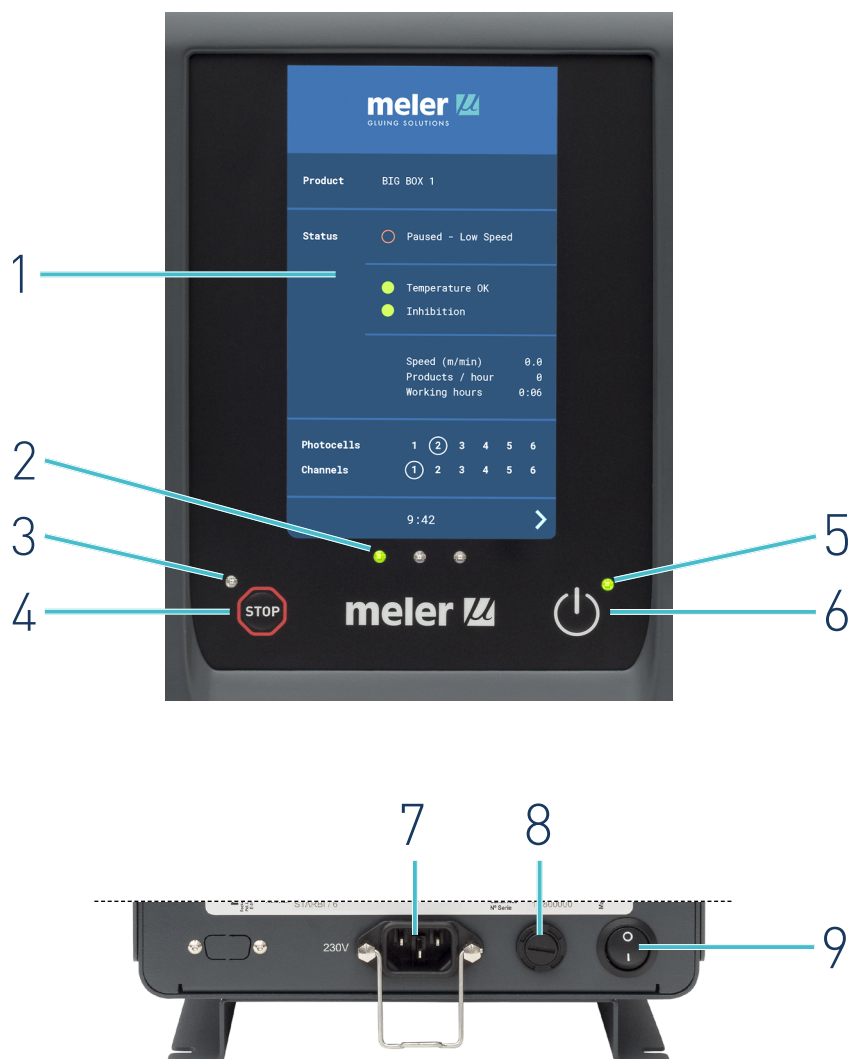 meler µ
GLUING SOLUTIONS
Product BIG BOX 1
Status Paused - Low Speed
1
Temperature OK
Inhibition
Speed (m/min) 0.0
Products / hour 0
Working hours 0:06
Photocells 1 2 3 4 5 6
2
Channels 1 2 3 4 5 6
9:42
3
5
4
STOP
meler µ
6
7
8
Nº Serie
230V
O
I
9